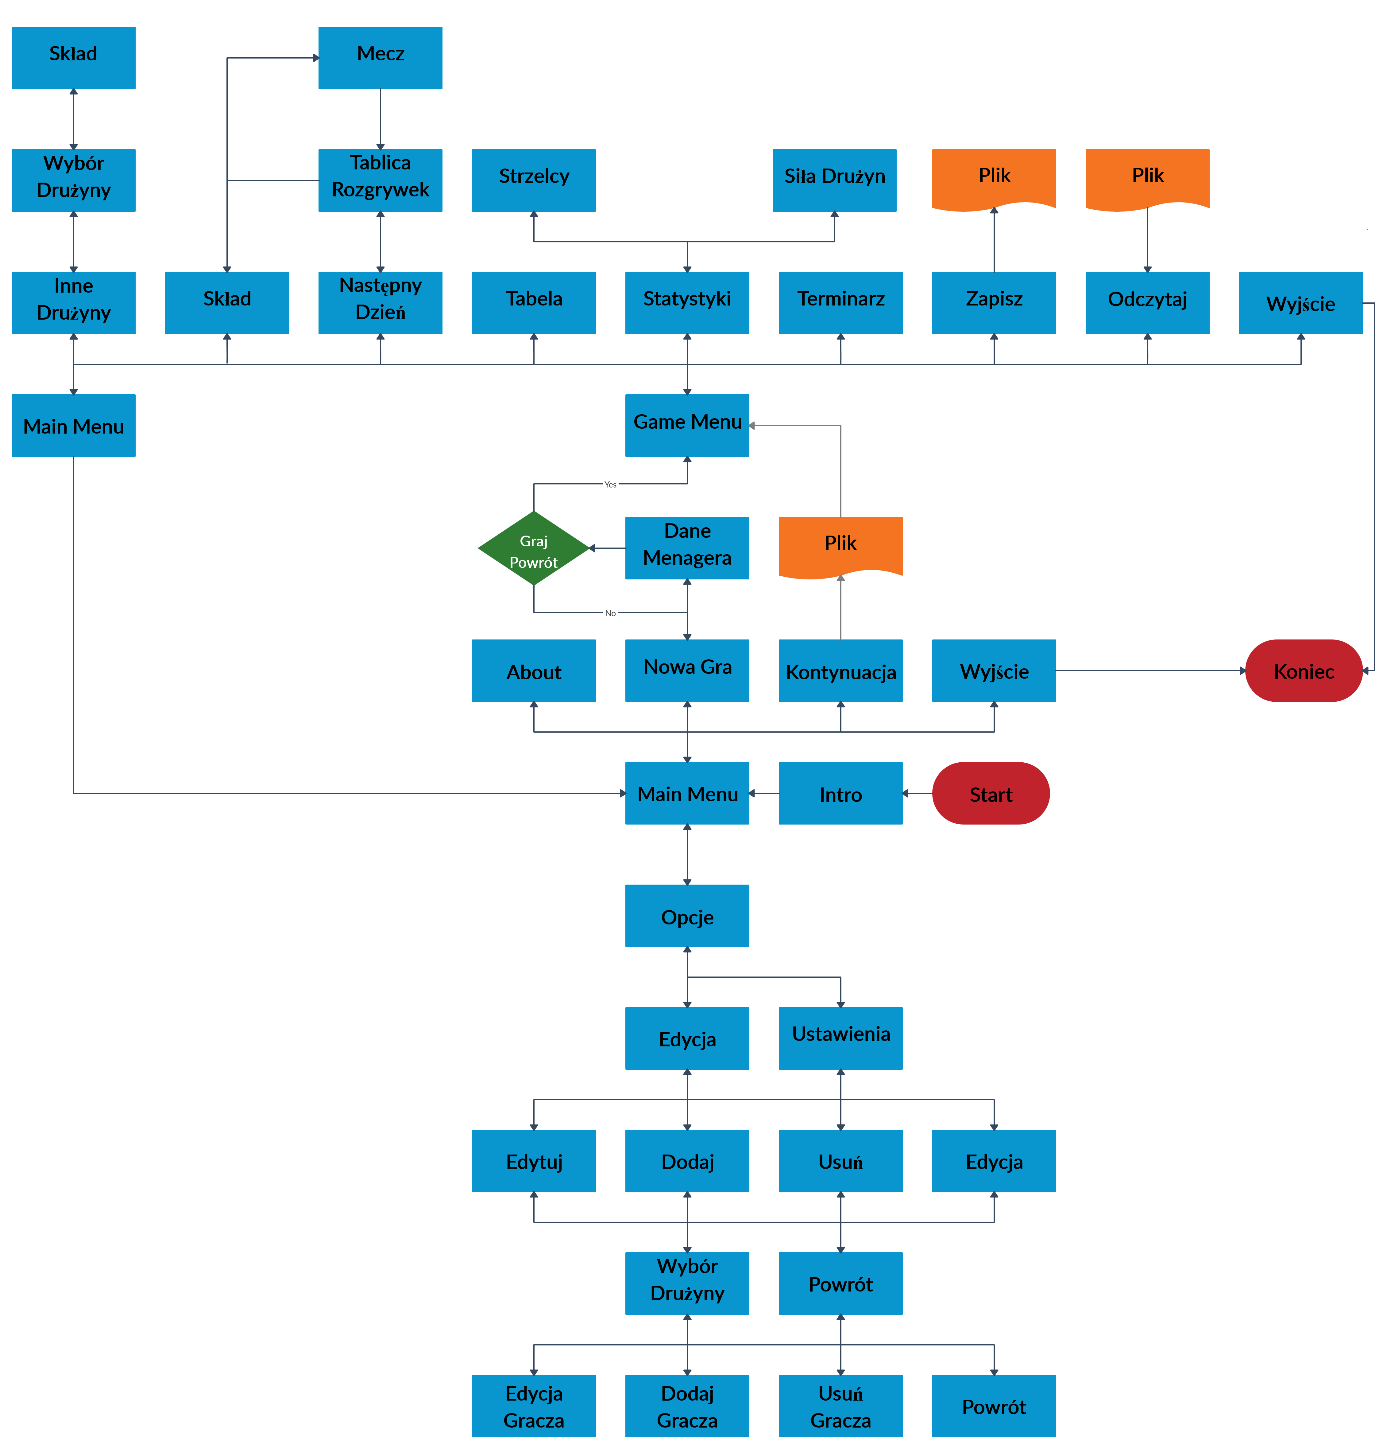 Skład
Mecz
Wybór
Drużyny
Tablica
Rozgrywek
Strzelcy
Siła Drużyn
Plik
Plik
Inne
Drużyny
Skład
Następny
Dzień
Tabela
Statystyki
Terminarz
Zapisz
Odczytaj
Wyjście
Main Menu
Game Menu
Yes
Graj
Powrót
Dane
Menagera
Plik
No
About
Nowa Gra
Kontynuacja
Wyjście
Koniec
Main Menu
Intro
Start
Opcje
Edycja
Ustawienia
Edytuj
Dodaj
Usuń
Edycja
Wybór
Drużyny
Powrót
Edycja
Gracza
Dodaj
Gracza
Usuń
Gracza
Powrót